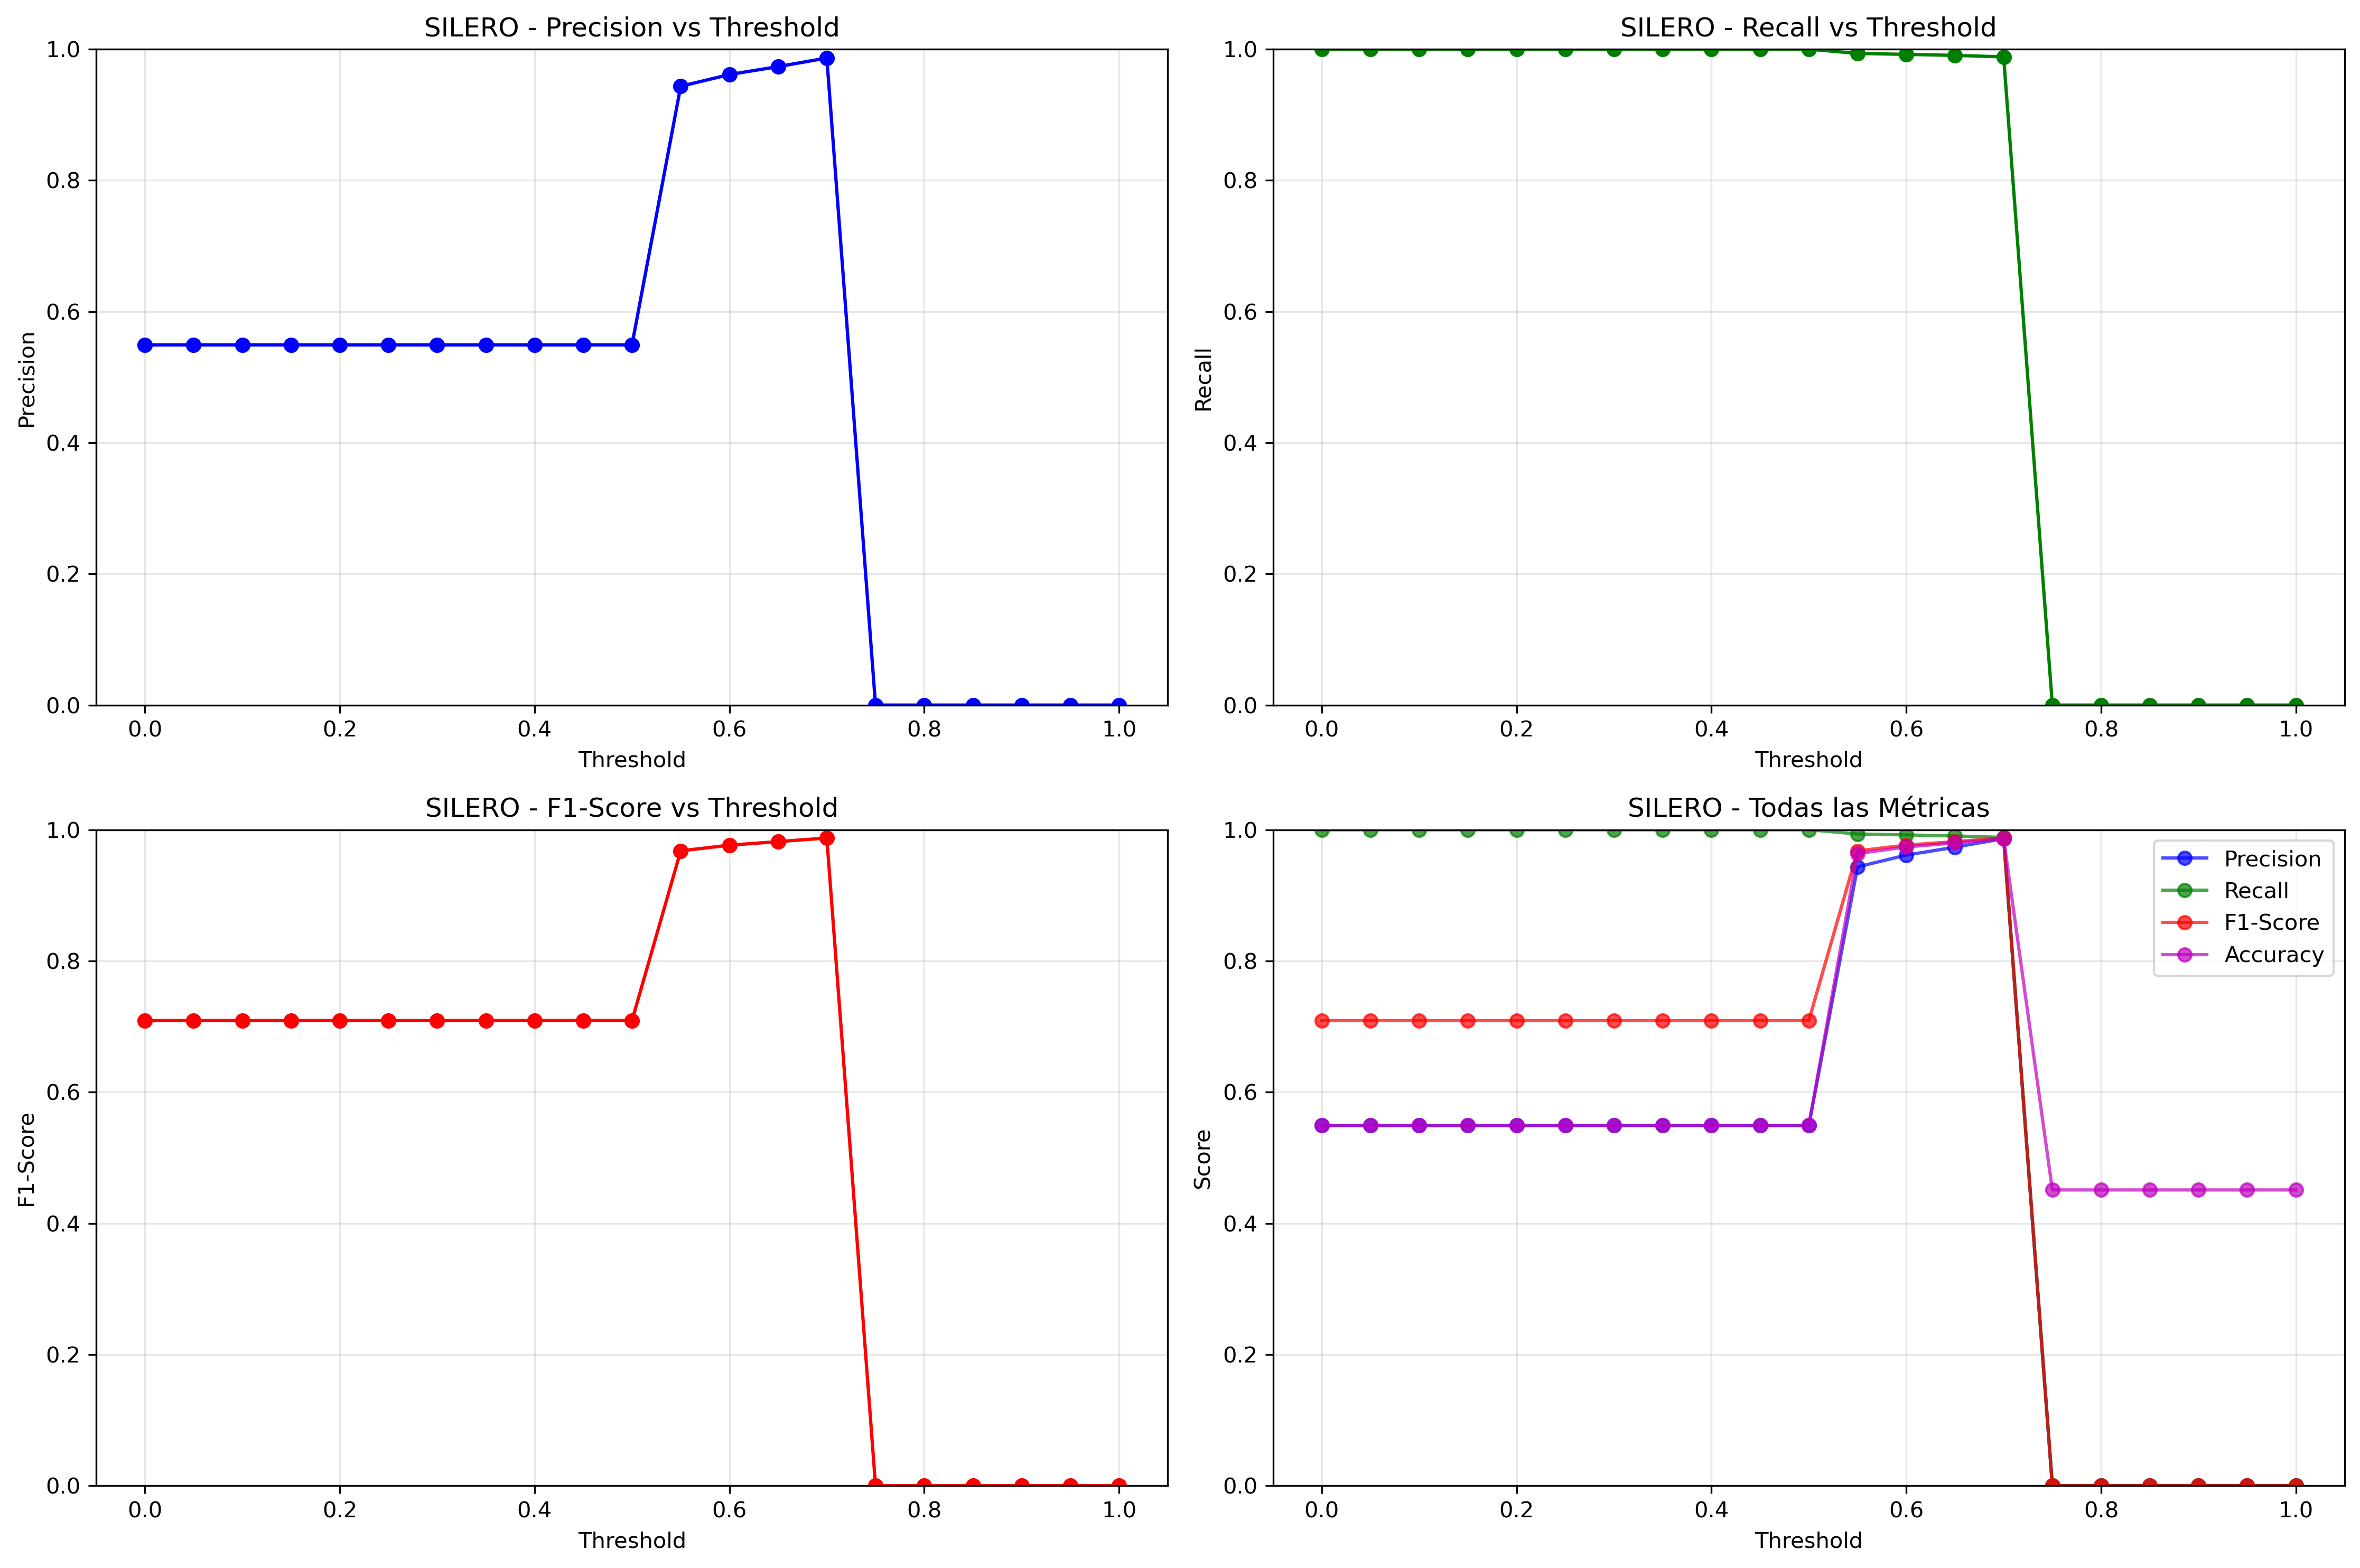 SILERO - Precision vs Threshold
1.0
0.8
0.6
0.4
0.2
0.0
Precision
0.0 0.2 0.4 0.6 0.8 1.0
Threshold
SILERO - Recall vs Threshold
1.0
0.8
0.6
0.4
0.2
0.0
Recall
0.0 0.2 0.4 0.6 0.8 1.0
Threshold
SILERO - F1-Score vs Threshold
1.0
0.8
0.6
0.4
0.2
0.0
F1-Score
0.0 0.2 0.4 0.6 0.8 1.0
Threshold
SILERO - Todas las Métricas
1.0
0.8
0.6
0.4
0.2
0.0
Score
Precision
Recall
F1-Score
Accuracy
0.0 0.2 0.4 0.6 0.8 1.0
Threshold